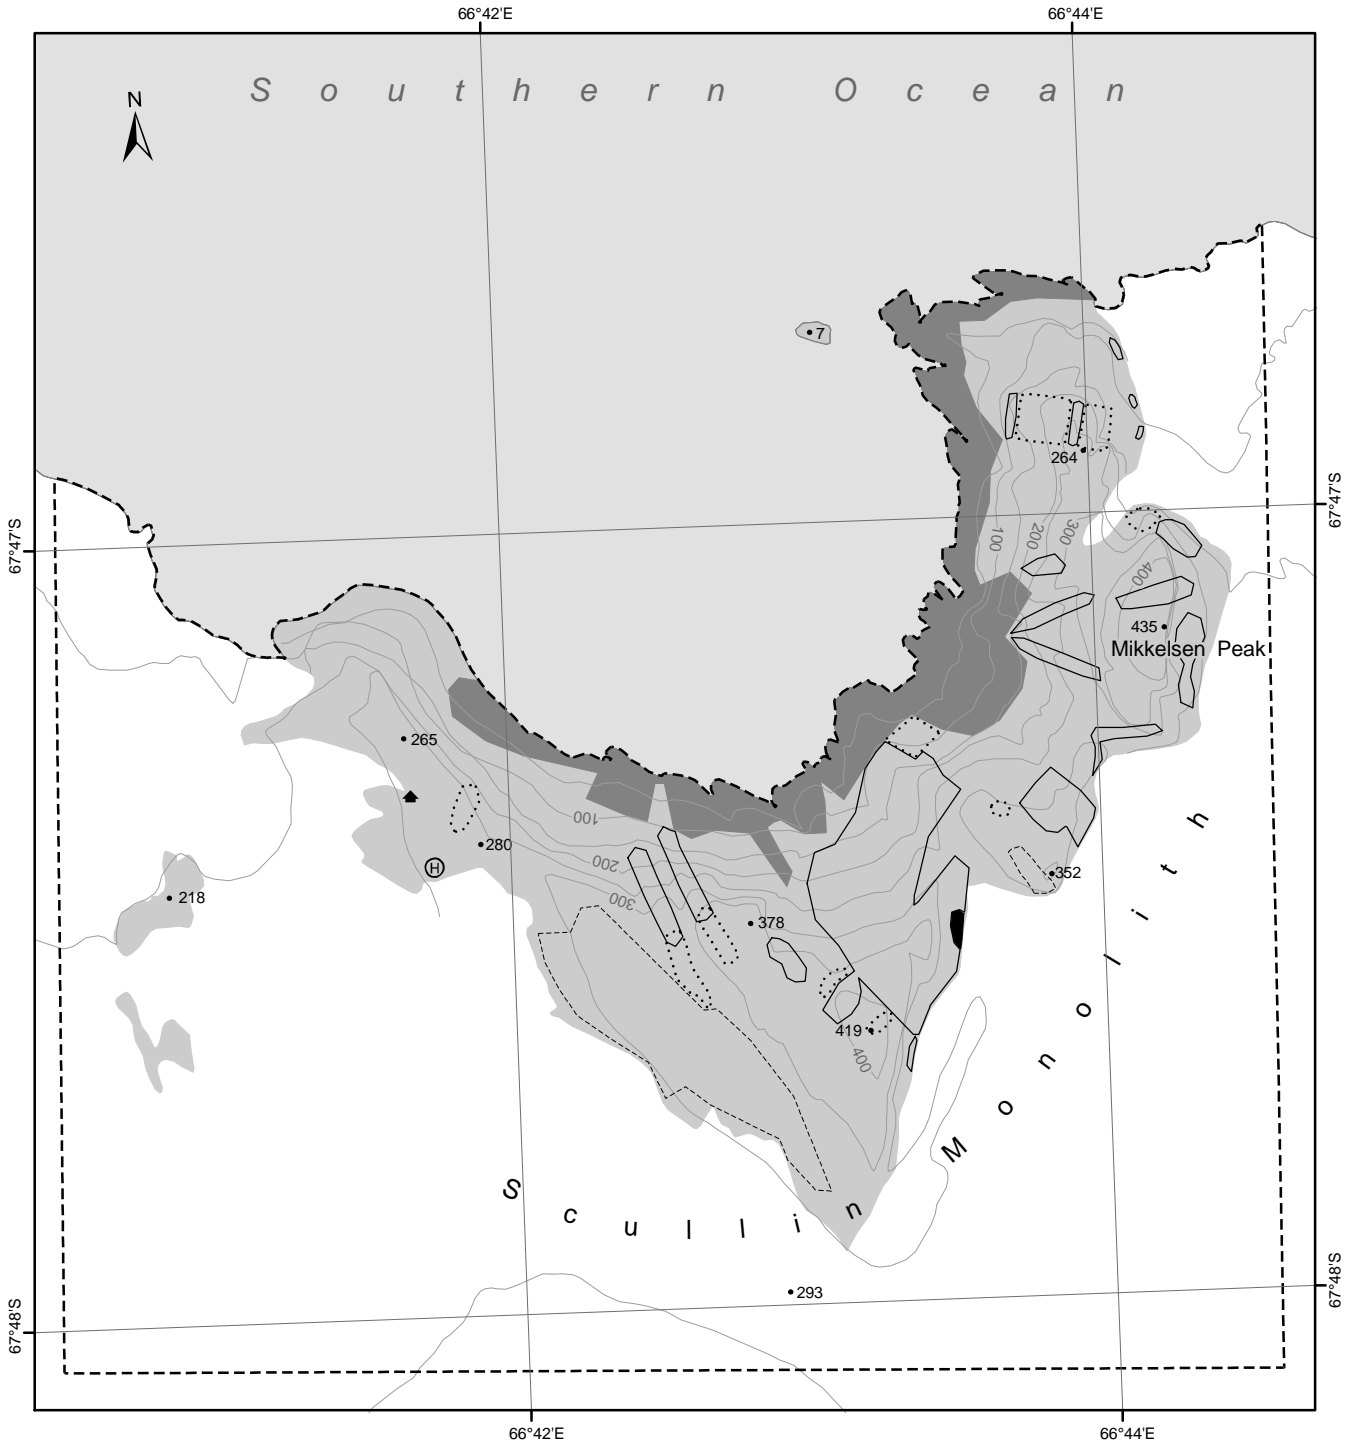 66°42'E
66°44'E
Southern Ocean
N
7
264
67°47'S
67°47'S
100
200
300
400
435
Mikkelsen Peak
265
100
280
200
H
352
218
300
378
419
400
Scullin Monolith
293
67°48'S
67°48'S
66°42'E
66°44'E